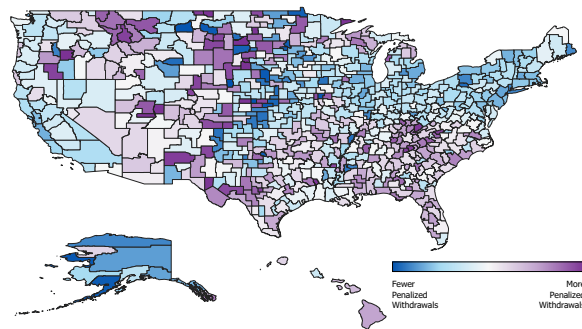 Fewer
Penalized
Withdrawals
More
Penalized
Withdrawals